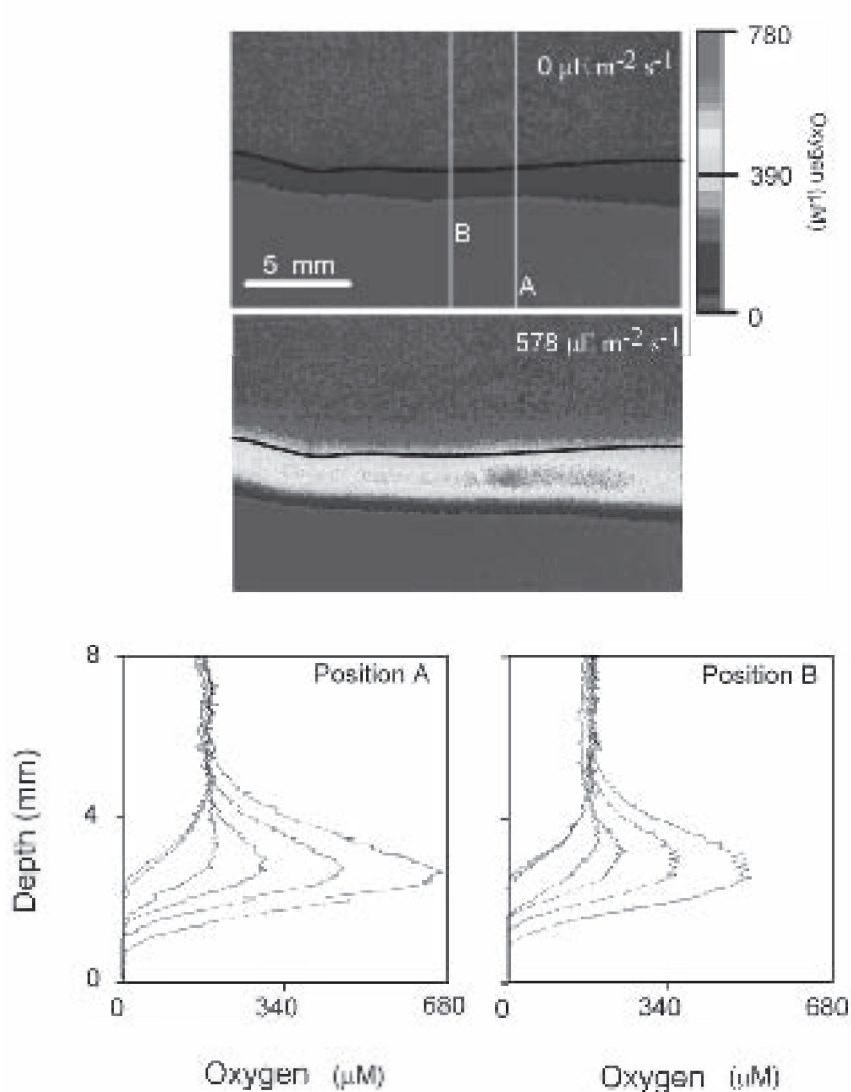 780
0 μE m-2 s-1
Oxygen (μM)
390
B
5 mm
A
0
578 μE m-2 s-1
8
Position A
Position B
Depth (mm)
4
0
0
340
680
0
340
680
Oxygen (μM)
Oxygen (μM)